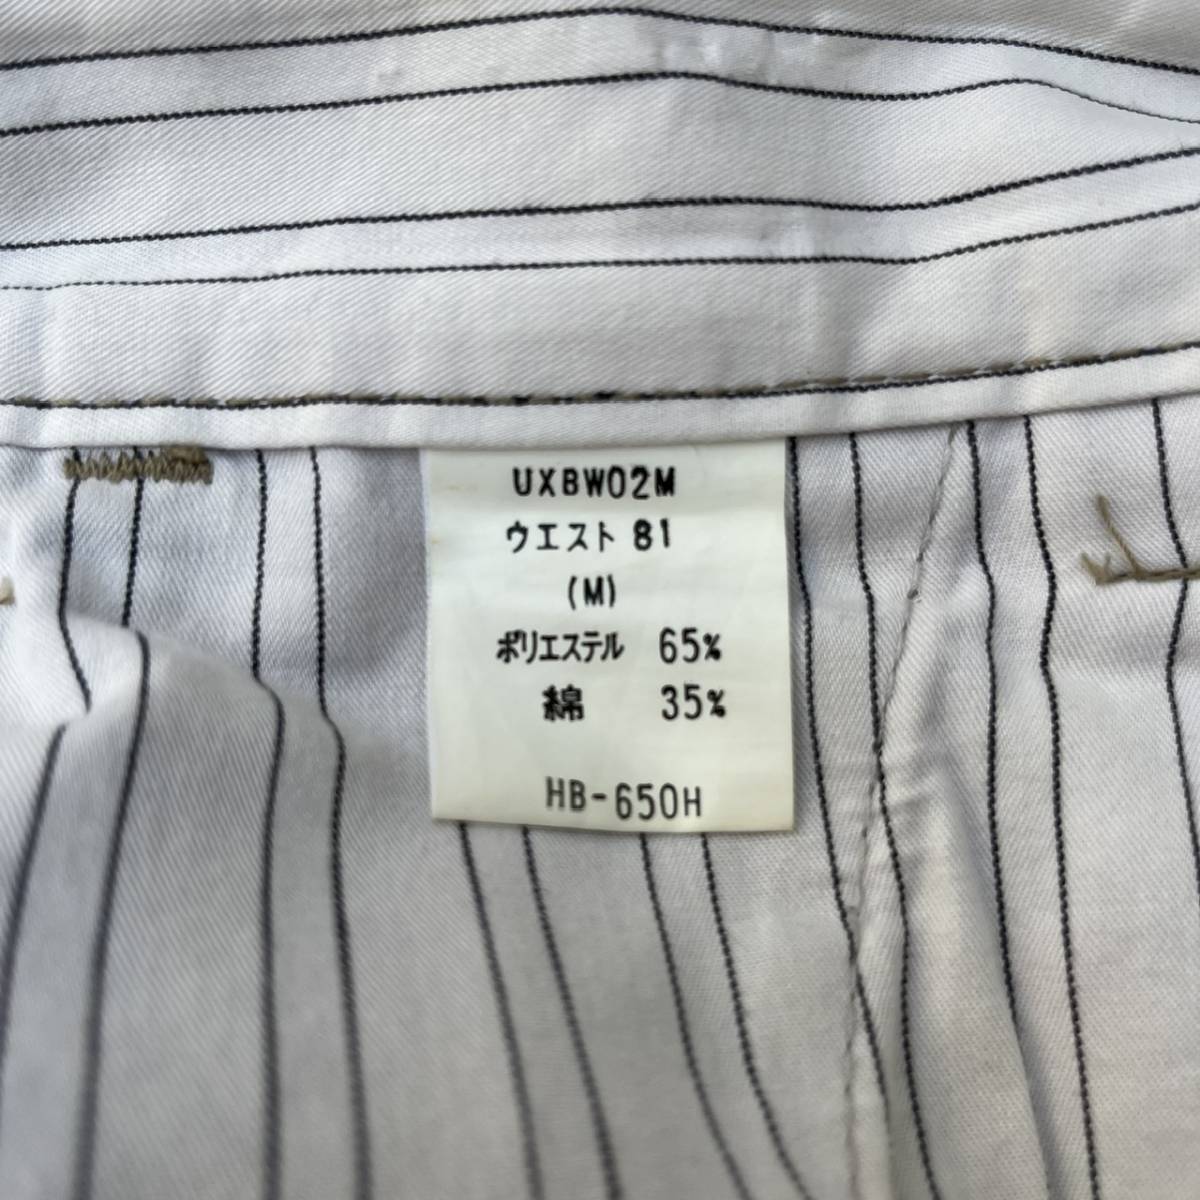 UXBW02M
ウエスト 81
(M)
ポリエステル 65%
綿 35%
HB-650H